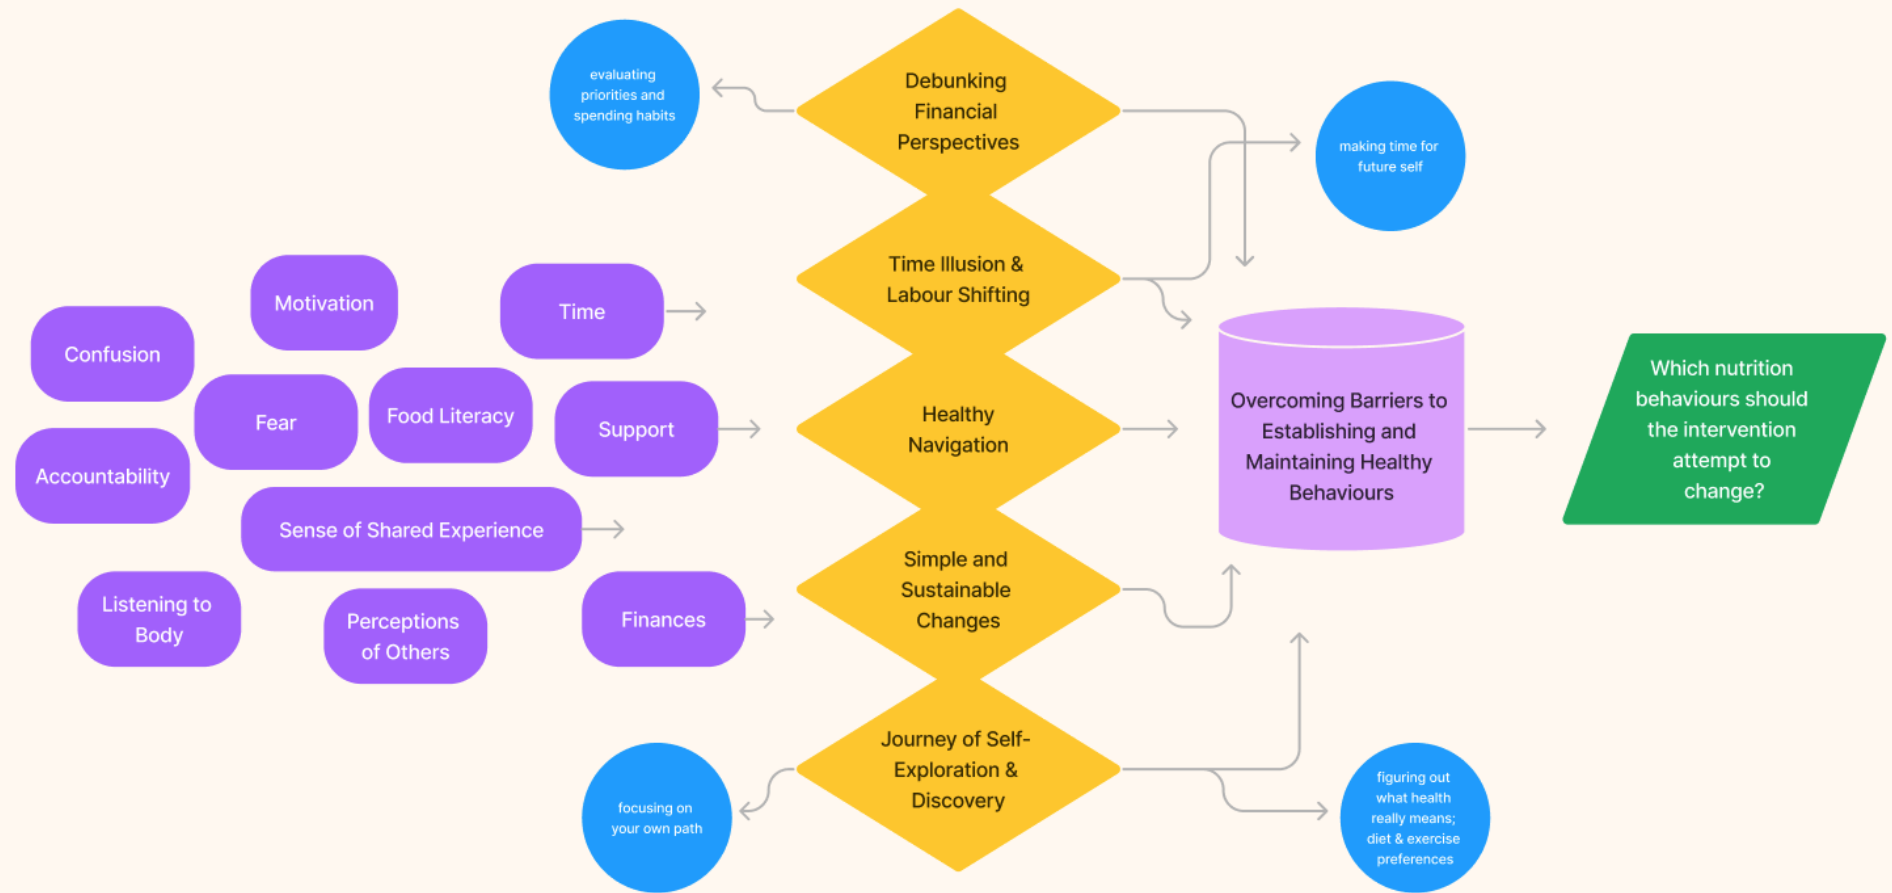 evaluating
priorities and
spending habits
Debunking
Financial
Perspectives
making time for
future self
Time Illusion &
Labour Shifting
Motivation
Time
Confusion
Fear
Food Literacy
Support
Accountability
Sense of Shared Experience
Listening to
Body
Perceptions
of Others
Finances
Healthy
Navigation
Simple and
Sustainable
Changes
Journey of Self-
Exploration &
Discovery
focusing on
your own path
figuring out
what health
really means;
diet & exercise
preferences
Overcoming Barriers to
Establishing and
Maintaining Healthy
Behaviours
Which nutrition
behaviours should
the intervention
attempt to
change?